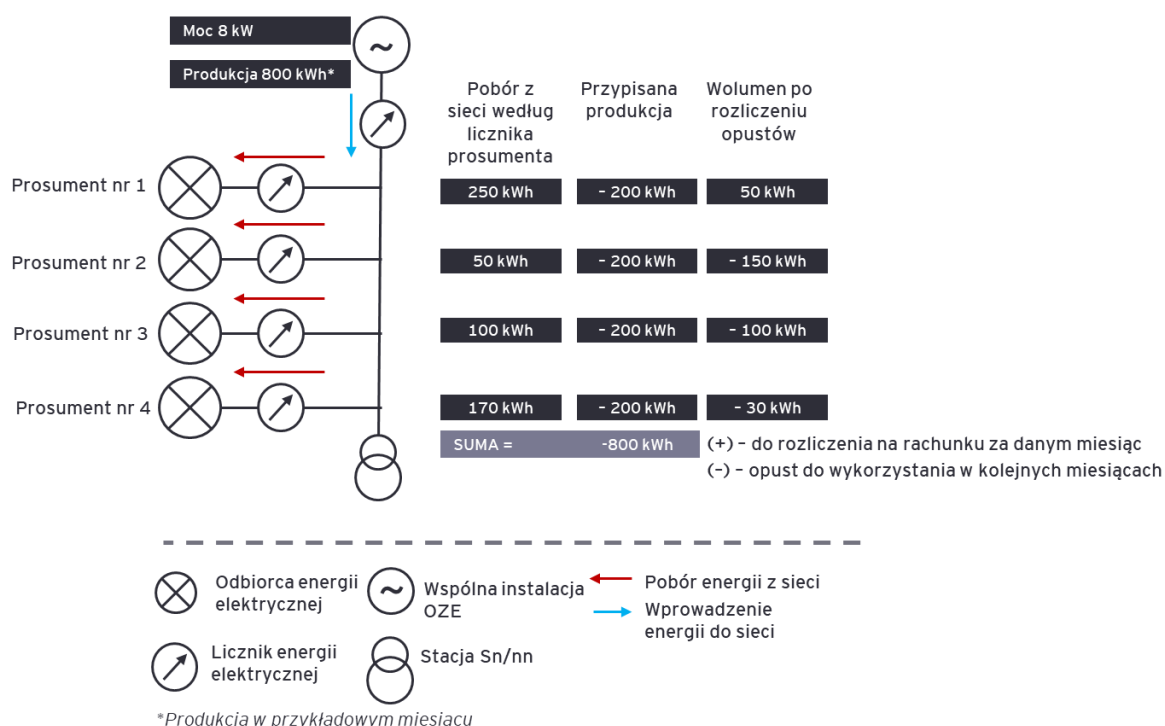 Moc 8 kW
~
Produkcja 800 kWh*
Pobór z
sieci według
licznika
prosumenta
Przypisana
produkcja
Wolumen po
rozliczeniu
opustów
Prosument nr 1
250 kWh
- 200 kWh
50 kWh
Prosument nr 2
50 kWh
- 200 kWh
- 150 kWh
Prosument nr 3
100 kWh
- 200 kWh
- 100 kWh
Prosument nr 4
170 kWh
- 200 kWh
- 30 kWh
SUMA =
-800 kWh
(+) - do rozliczenia na rachunku za danym miesiąc
(-) - opust do wykorzystania w kolejnych miesiącach
Odbiorca energii
elektrycznej
~
Wspólna instalacja
OZE
Pobór energii z sieci
Wprowadzenie
energii do sieci
Licznik energii
elektrycznej
Stacja Sn/nn
*Produkcja w przykładowym miesiącu